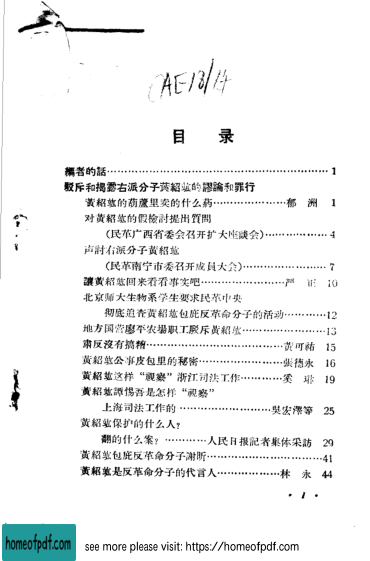 CAE13/14
目 录
編者的話……1
駁斥和揭露右派分子黃紹竑的謬論和罪行
黃紹竑的葫蘆里卖的什么葯……郁 洲 1
对黃紹竑的假檢討提出質問
(民革广西省委会召开扩大座談会)……4
声討右派分子黃紹竑
(民革南宁市委召开成員大会)……7
讓黃紹竑回来看看事实吧……严 正 10
北京师大生物系学生要求民革中央
彻底追查黃紹竑包庇反革命分子的活动……12
地方国营廖平农場职工駁斥黃紹竑……13
肃反沒有搞糟……黃可祐 15
黃紹竑公事皮包里的秘密……張德永 16
黃紹竑这样“視察”浙江司法工作……19
黃紹竑譚惕吾是怎样“視察”
上海司法工作的……吳宏澤等 25
黃紹竑保护的什么人?
翻的什么案?……人民日报記者集体采訪 29
黃紹竑包庇反革命分子謝昕……41
黃紹竑是反革命分子的代言人……林 永 44
· 1 ·
homeofpdf.com
see more please visit: https://homeofpdf.com